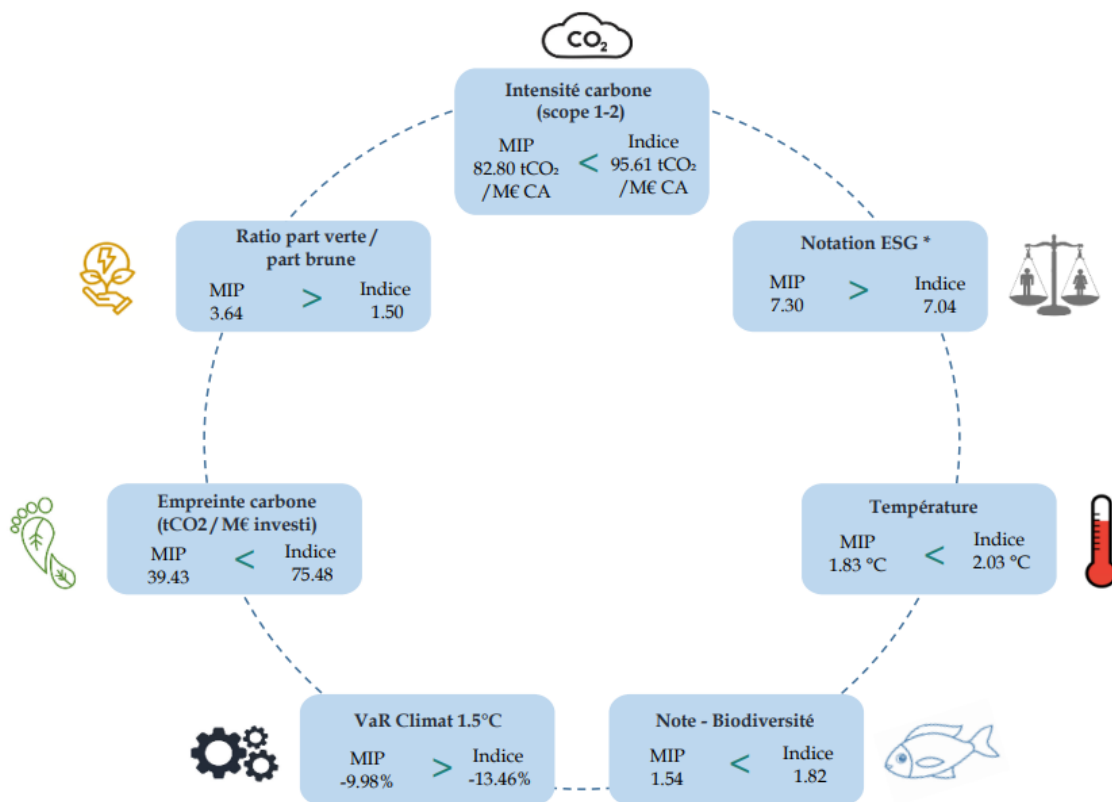 CO₂
Intensité carbone
(scope 1-2)
MIP
82.80 tCO₂
/M€ CA
<
Indice
95.61 tCO₂
/M€ CA
Ratio part verte /
part brune
MIP
3.64
>
Indice
1.50
Notation ESG *
MIP
7.30
>
Indice
7.04
Empreinte carbone
(tCO2 / M€ investi)
MIP
39.43
<
Indice
75.48
Température
MIP
1.83 °C
<
Indice
2.03 °C
VaR Climat 1.5°C
MIP
-9.98%
>
Indice
-13.46%
Note - Biodiversité
MIP
1.54
<
Indice
1.82